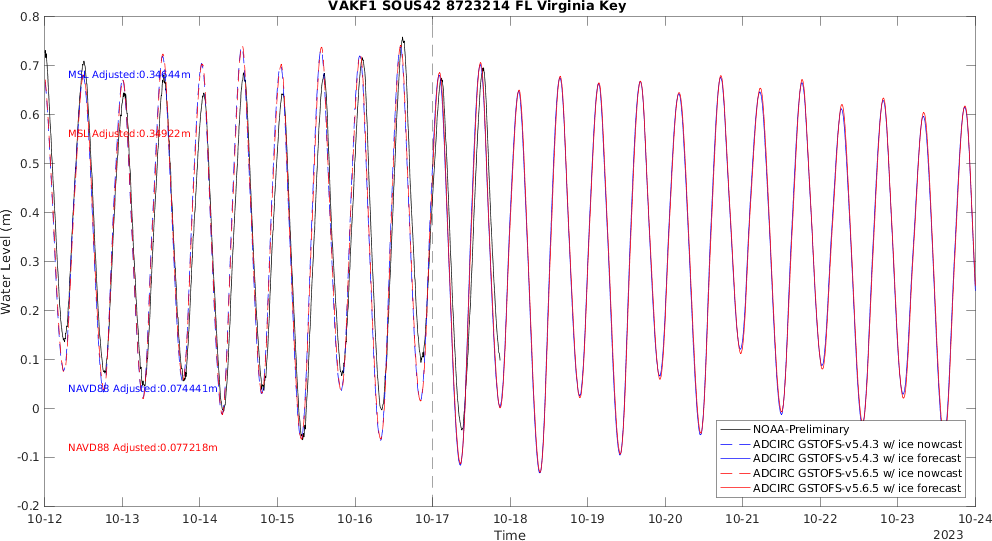 VAKF1 SOUS42 8723214 FL Virginia Key
0.8
0.7
0.6
0.5
0.4
0.3
0.2
0.1
0
-0.1
-0.2
Water Level (m)
MSL Adjusted:0.34644m
MSL Adjusted:0.34922m
NAVD88 Adjusted:0.074441m
NAVD88 Adjusted:0.077218m
NOAA-Preliminary
ADCIRC GSTOFS-v5.4.3 w/ ice nowcast
ADCIRC GSTOFS-v5.4.3 w/ ice forecast
ADCIRC GSTOFS-v5.6.5 w/ ice nowcast
ADCIRC GSTOFS-v5.6.5 w/ ice forecast
10-12 10-13 10-14 10-15 10-16 10-17 10-18 10-19 10-20 10-21 10-22 10-23 10-24
Time
2023